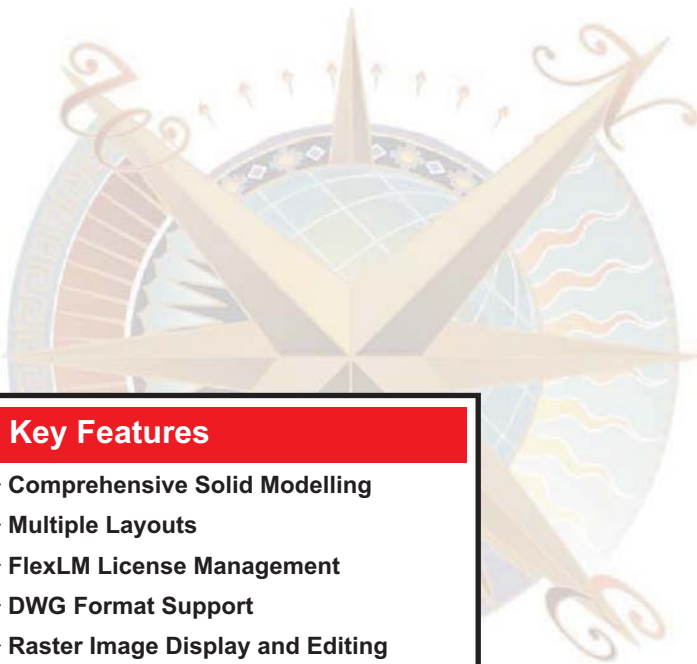 Key Features
Comprehensive Solid Modelling
Multiple Layouts
FlexLM License Management
DWG Format Support
Raster Image Display and Editing